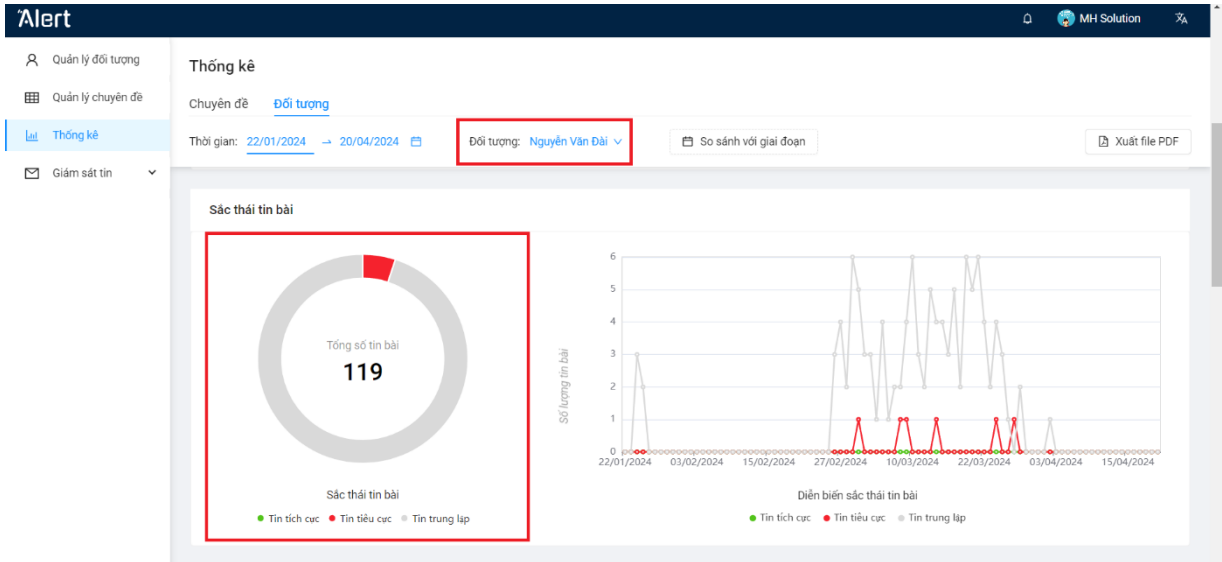 Alert
MH Solution
Quản lý đối tượng
Quản lý chuyên đề
Thống kê
Giám sát tin
Thống kê
Chuyên đề Đối tượng
Thời gian: 22/01/2024 → 20/04/2024 Đối tượng: Nguyễn Văn Đài So sánh với giai đoạn Xuất file PDF
Sắc thái tin bài
Tổng số tin bài
119
Sắc thái tin bài
Tin tích cực Tin tiêu cực Tin trung lập
Số lượng tin bài
6
5
4
3
2
1
0
22/01/2024 03/02/2024 15/02/2024 27/02/2024 10/03/2024 22/03/2024 03/04/2024 15/04/2024
Diễn biến sắc thái tin bài
Tin tích cực Tin tiêu cực Tin trung lập